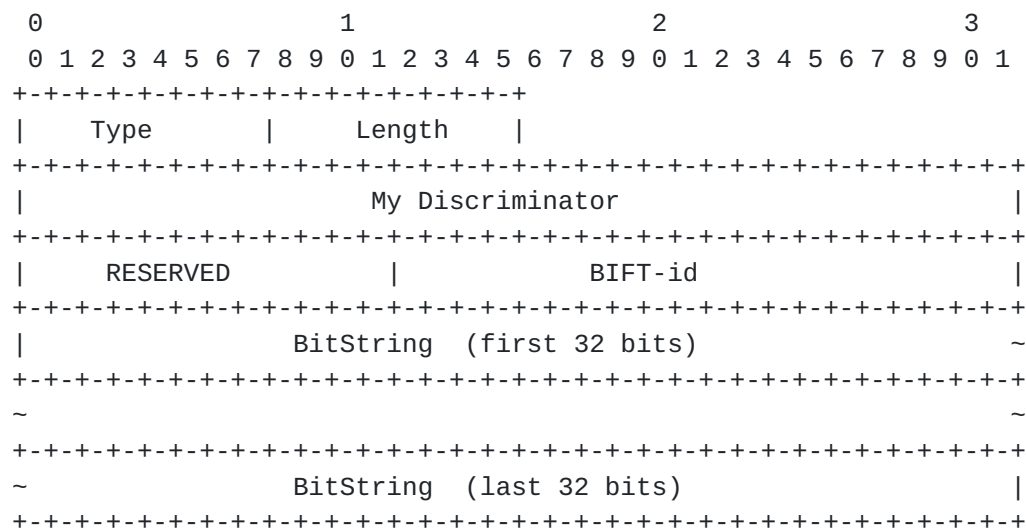 0                   1                   2                   3
 0 1 2 3 4 5 6 7 8 9 0 1 2 3 4 5 6 7 8 9 0 1 2 3 4 5 6 7 8 9 0 1
+-+-+-+-+-+-+-+-+-+-+-+-+-+-+-+-+
|    Type       |     Length    |
+-+-+-+-+-+-+-+-+-+-+-+-+-+-+-+-+-+-+-+-+-+-+-+-+-+-+-+-+-+-+-+-+
|                      My Discriminator                         |
+-+-+-+-+-+-+-+-+-+-+-+-+-+-+-+-+-+-+-+-+-+-+-+-+-+-+-+-+-+-+-+-+
|     RESERVED          |            BIFT-id                    |
+-+-+-+-+-+-+-+-+-+-+-+-+-+-+-+-+-+-+-+-+-+-+-+-+-+-+-+-+-+-+-+-+
|                 BitString  (first 32 bits)                    ~
+-+-+-+-+-+-+-+-+-+-+-+-+-+-+-+-+-+-+-+-+-+-+-+-+-+-+-+-+-+-+-+-+
~                                                               ~
+-+-+-+-+-+-+-+-+-+-+-+-+-+-+-+-+-+-+-+-+-+-+-+-+-+-+-+-+-+-+-+-+
~                 BitString  (last 32 bits)                     |
+-+-+-+-+-+-+-+-+-+-+-+-+-+-+-+-+-+-+-+-+-+-+-+-+-+-+-+-+-+-+-+-+